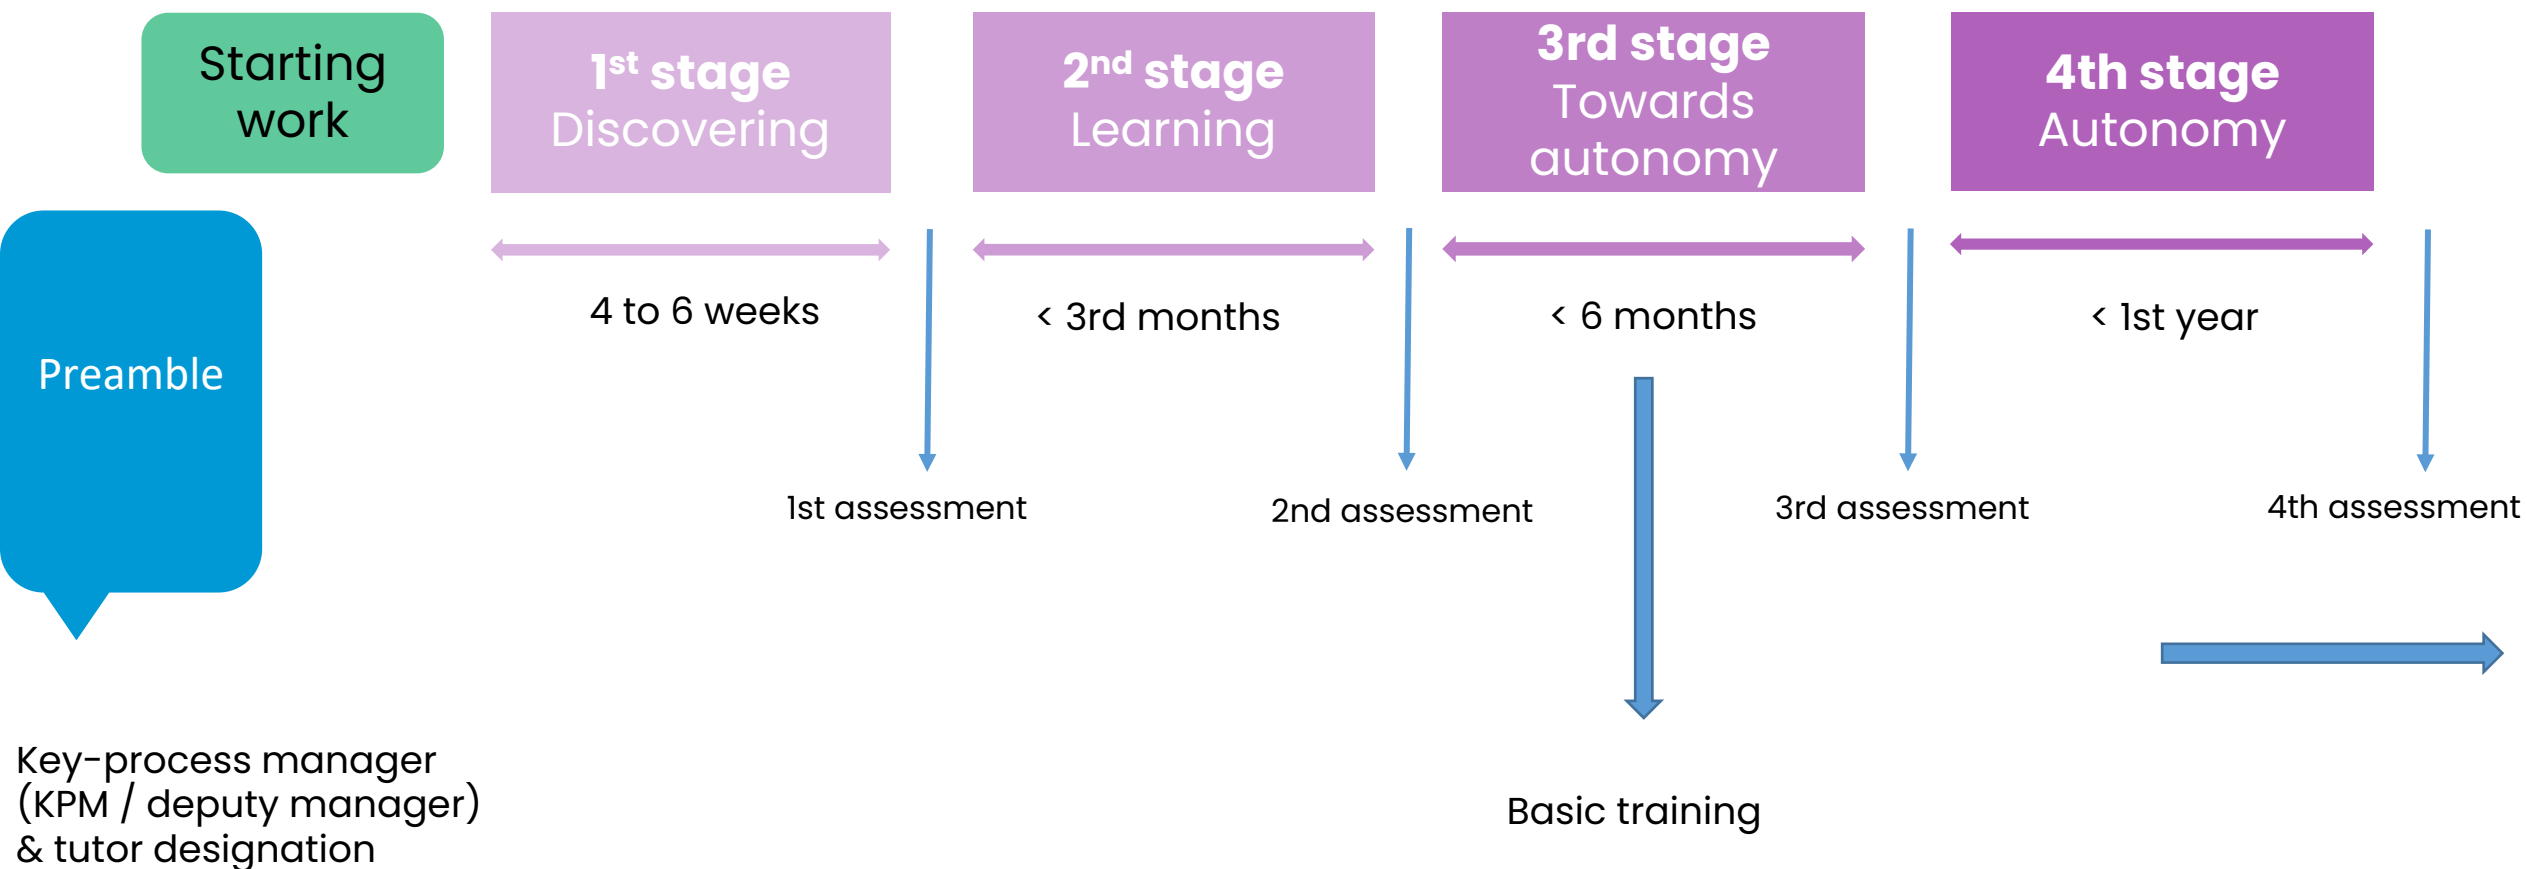 Starting
work
1st stage
Discovering
2nd stage
Learning
3rd stage
Towards
autonomy
4th stage
Autonomy
4 to 6 weeks
< 3rd months
< 6 months
< 1st year
Preamble
1st assessment
2nd assessment
3rd assessment
4th assessment
Key-process manager
(KPM / deputy manager)
& tutor designation
Basic training